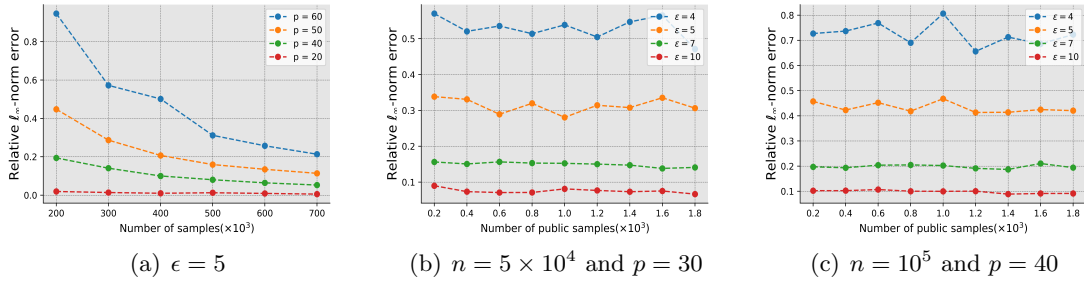 Relative ℓ∞-norm error
0.8
0.6
0.4
0.2
0.0
p = 60
p = 50
p = 40
p = 20
200 300 400 500 600 700
Number of samples(×10³)
(a) ϵ = 5
Relative ℓ∞-norm error
0.5
0.4
0.3
0.2
0.1
ε = 4
ε = 5
ε = 7
ε = 10
0.2 0.4 0.6 0.8 1.0 1.2 1.4 1.6 1.8
Number of public samples(×10³)
(b) n = 5 × 10⁴ and p = 30
Relative ℓ∞-norm error
0.8
0.7
0.6
0.5
0.4
0.3
0.2
0.1
ε = 4
ε = 5
ε = 7
ε = 10
0.2 0.4 0.6 0.8 1.0 1.2 1.4 1.6 1.8
Number of public samples(×10³)
(c) n = 10⁵ and p = 40